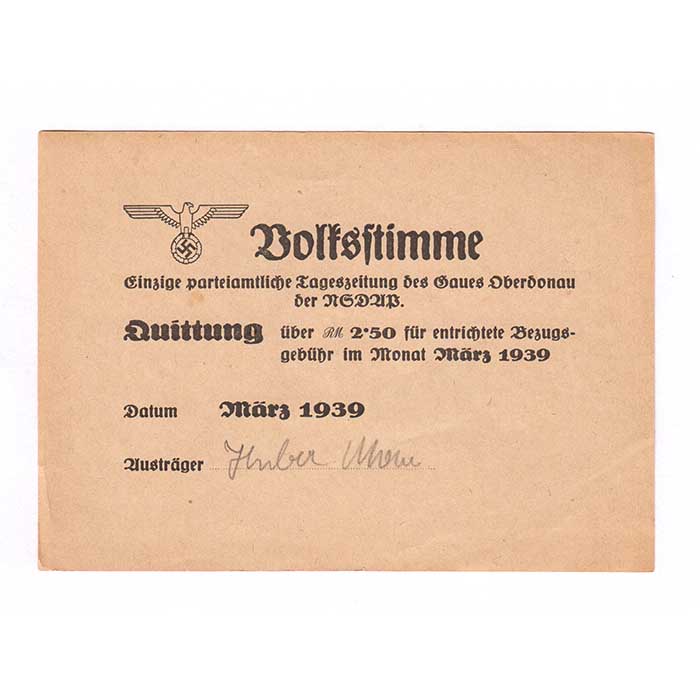 Volksstimme
Einzige parteiamtliche Tageszeitung des Gaues Oberdonau
der NSDAP.
Quittung über RM 2·50 für entrichtete Bezugs-
gebühr im Monat März 1939
Datum März 1939
Austräger Huber